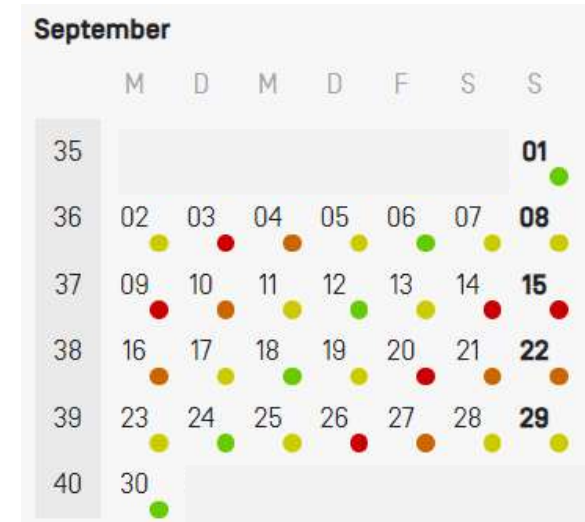 September
M D M D F S S
35 01
36 02 03 04 05 06 07 08
37 09 10 11 12 13 14 15
38 16 17 18 19 20 21 22
39 23 24 25 26 27 28 29
40 30